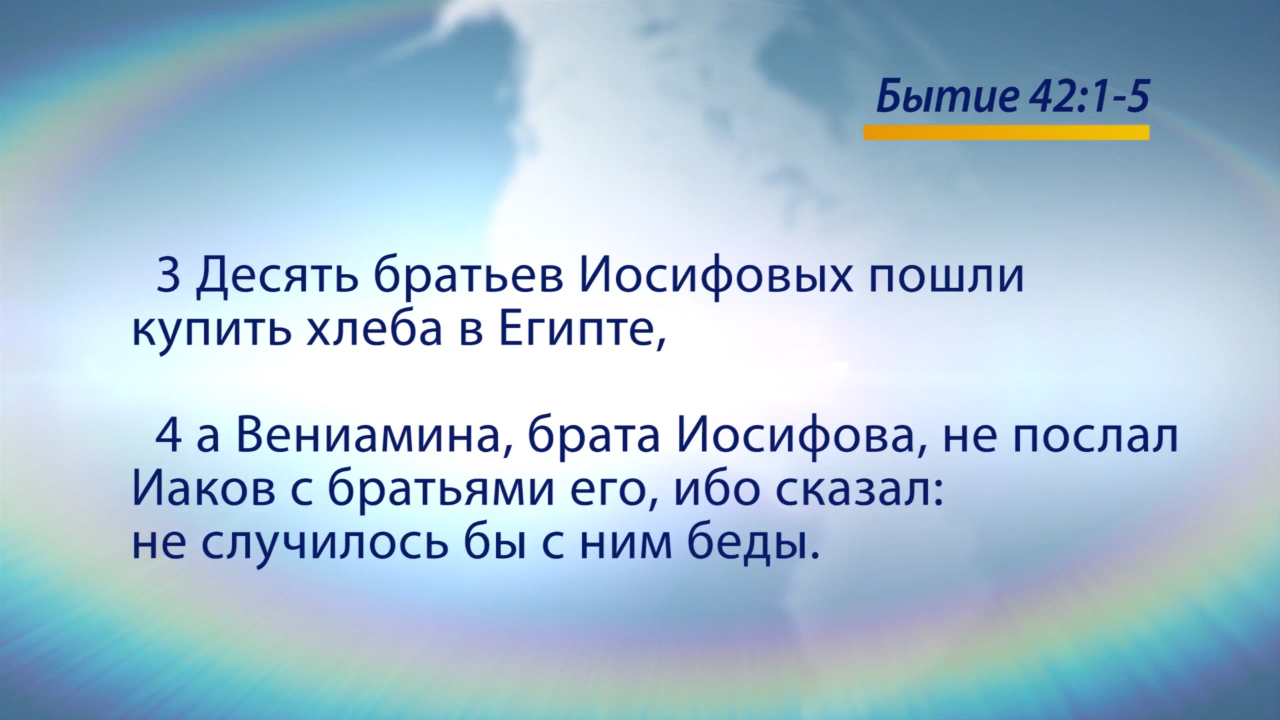 Бытие 42:1-5
3 Десять братьев Иосифовых пошли
купить хлеба в Египте,
4 а Вениамина, брата Иосифова, не послал
Иаков с братьями его, ибо сказал:
не случилось бы с ним беды.